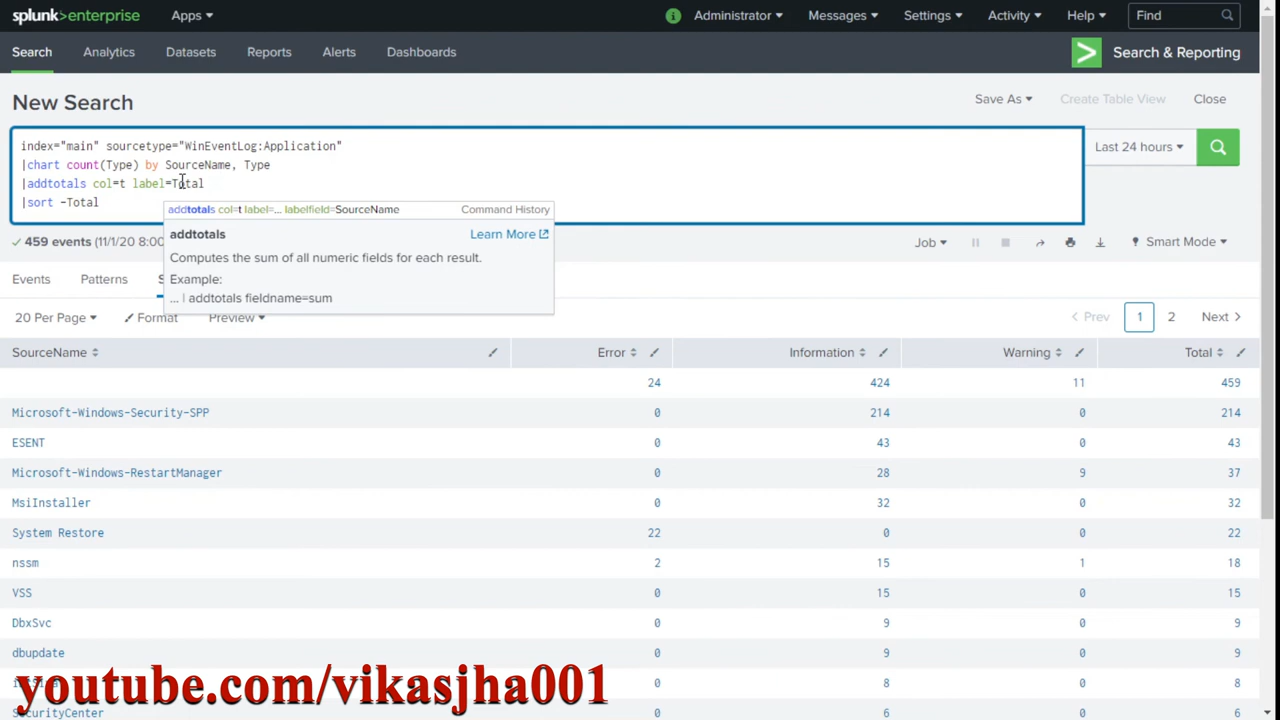 splunk>enterprise Apps Administrator Messages Settings Activity Help Find
Search Analytics Datasets Reports Alerts Dashboards Search & Reporting
New Search Save As Create Table View Close
index="main" sourcetype="WinEventLog:Application"
|chart count(Type) by SourceName, Type
|addtotals col=t label=Total
|sort -Total
Last 24 hours
addtotals col=t label=... labelfield=SourceName Command History
addtotals Learn More
Computes the sum of all numeric fields for each result.
Example:
... | addtotals fieldname=sum
459 events (11/1/20 8:00 Job Smart Mode
Events Patterns S
20 Per Page Format Preview Prev 1 2 Next
SourceName Error Information Warning Total
24 424 11 459
Microsoft-Windows-Security-SPP 0 214 0 214
ESENT 0 43 0 43
Microsoft-Windows-RestartManager 0 28 9 37
MsiInstaller 0 32 0 32
System Restore 22 0 0 22
nssm 2 15 1 18
VSS 0 15 0 15
DbxSvc 0 9 0 9
dbupdate 0 9 0 9
0 8 0 8
SecurityCenter 0 6 0 6
youtube.com/vikasjha001